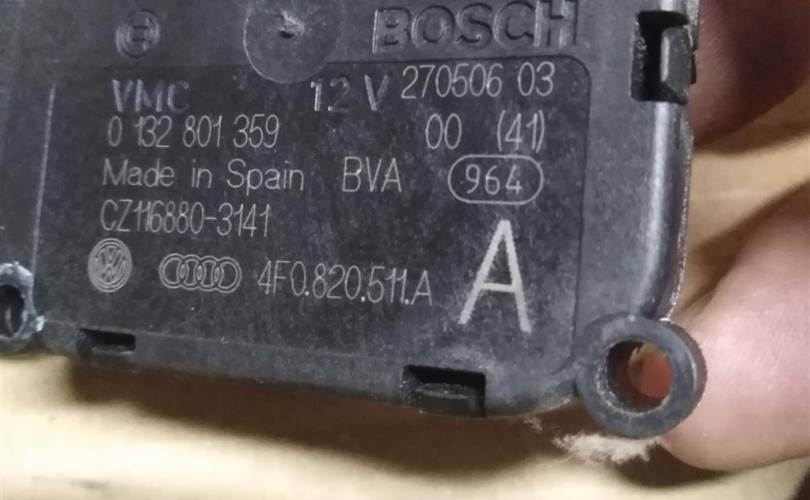 BOSCH
VMC 12 V 270506 03
0 132 801 359 00 (41)
Made in Spain BVA 964
CZ116880-3141
4F0.820.511.A A